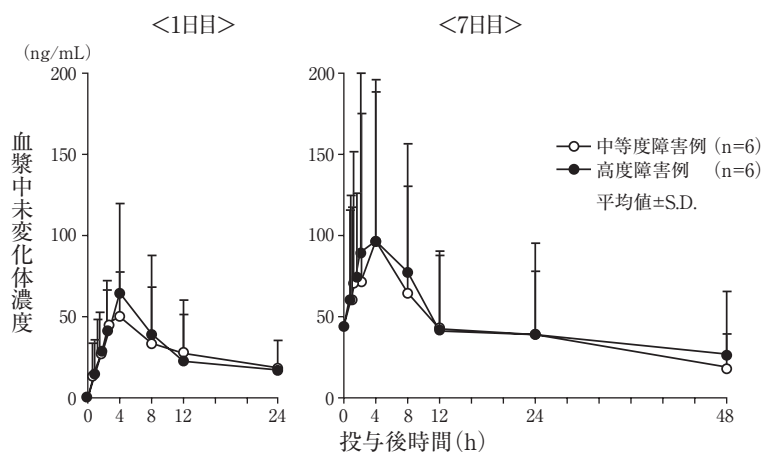 <1日目>
<7日目>
(ng/mL)
200
150
100
50
0
血漿中未変化体濃度
0 4 8 12 24
200
150
100
50
0
0 4 8 12 24 48
投与後時間(h)
中等度障害例 (n=6)
高度障害例 (n=6)
平均値±S.D.